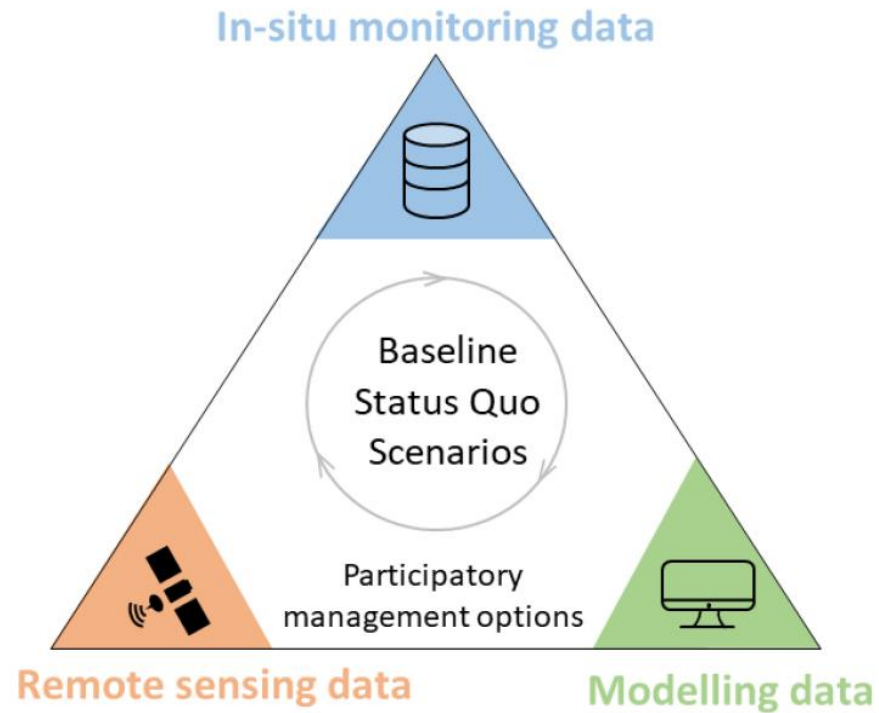 In-situ monitoring data
Baseline
Status Quo
Scenarios
Participatory
management options
Remote sensing data
Modelling data